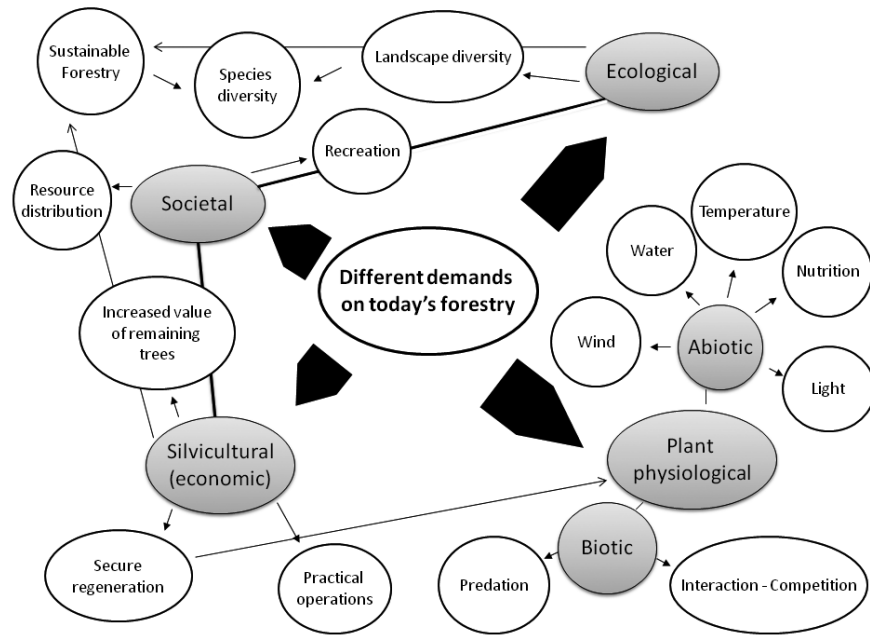 Sustainable
Forestry
Species
diversity
Landscape diversity
Ecological
Recreation
Resource
distribution
Societal
Temperature
Water
Nutrition
Different demands
on today's forestry
Increased value
of remaining
trees
Wind
Abiotic
Light
Silvicultural
(economic)
Plant
physiological
Secure
regeneration
Practical
operations
Biotic
Predation
Interaction - Competition